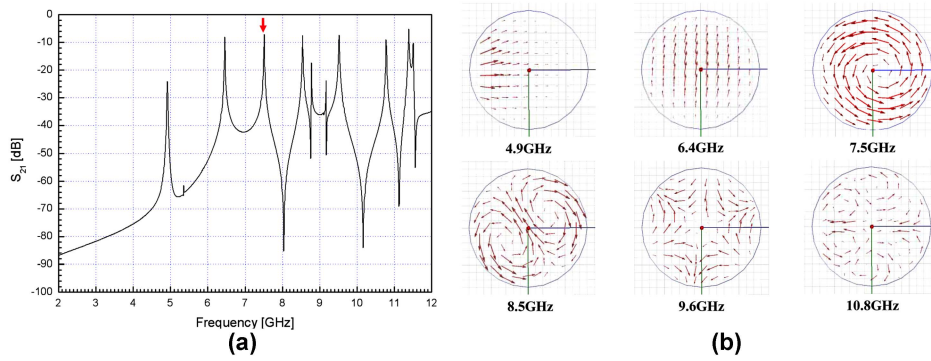 -10
-20
-30
-40
-50
-60
-70
-80
-90
-100
S21 [dB]
2 3 4 5 6 7 8 9 10 11 12
Frequency [GHz]
(a)
4.9GHz 6.4GHz 7.5GHz
8.5GHz 9.6GHz 10.8GHz
(b)